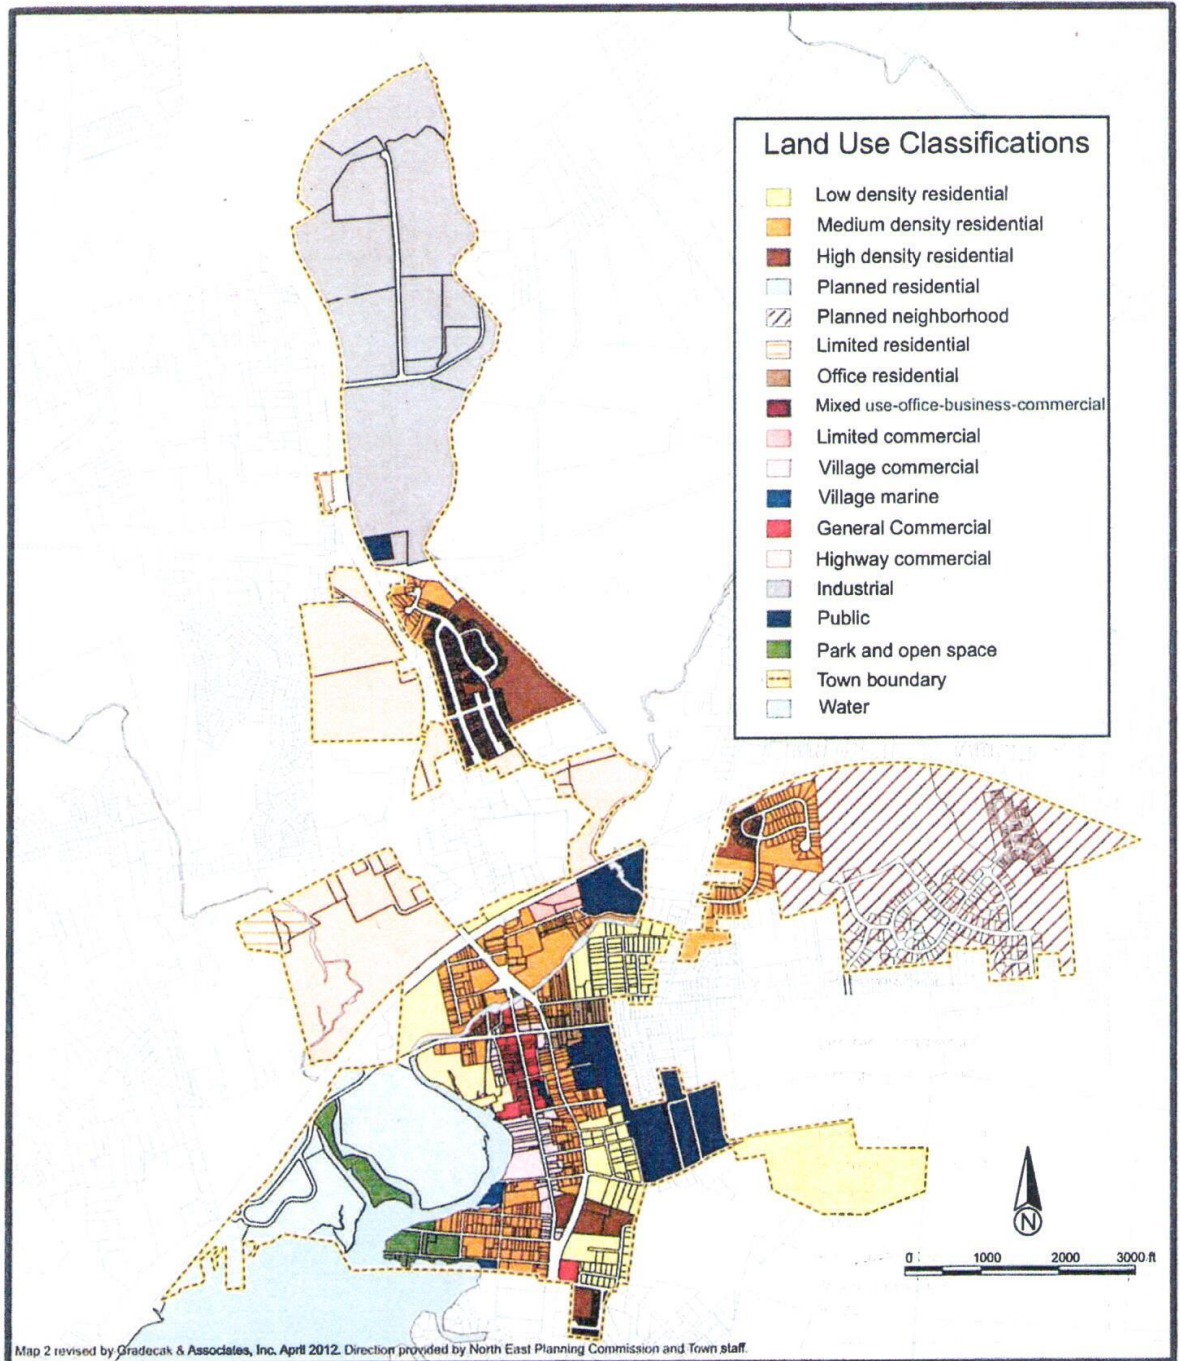 Land Use Classifications
Low density residential
Medium density residential
High density residential
Planned residential
Planned neighborhood
Limited residential
Office residential
Mixed use-office-business-commercial
Limited commercial
Village commercial
Village marine
General Commercial
Highway commercial
Industrial
Public
Park and open space
Town boundary
Water
N
0 1000 2000 3000 ft
Map 2 revised by Gradecak & Associates, Inc. April 2012. Direction provided by North East Planning Commission and Town staff.